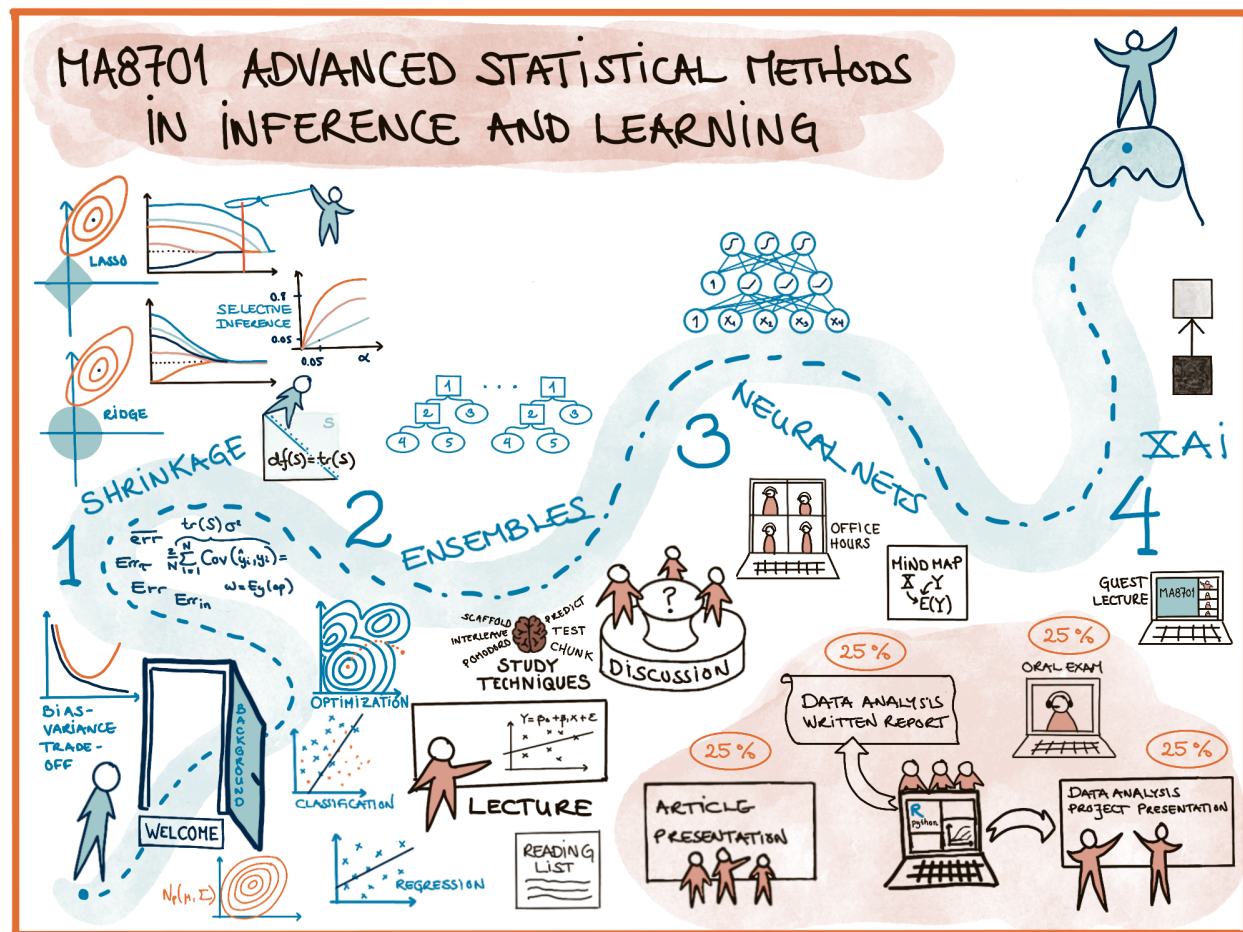 MA8701 ADVANCED STATISTICAL METHODS
IN INFERENCE AND LEARNING
LASSO
SELECTIVE
INFERENCE
0.8
0.05
0.05
α
RIDGE
S
df(S)=tr(S)
1
SHRINKAGE
err
tr(S)σ²
Errτ
2/N Σ i=1 N Cov(ŷi,yi)=
Err
ω=Ey(op)
Errin
1 . . . 1
2 3 2 3
4 5 4 5
2
ENSEMBLES
1 X1 X2 X3 X4
1
3
NEURAL NETS
XAi
4
OFFICE
HOURS
MIND MAP
X Y
E(Y)
GUEST
LECTURE
MA8701
BIAS-
VARIANCE
TRADE-
OFF
BACKGROUND
WELCOME
Np(μ, Σ)
OPTIMIZATION
CLASSIFICATION
REGRESSION
SCAFFOLD
INTERLEAVE
POMODORO
PREDICT
TEST
CHUNK
STUDY
TECHNIQUES
?
DISCUSSION
Y=β0+β1X+ε
LECTURE
READING
LIST
25%
ARTICLE
PRESENTATION
25%
DATA ANALYSIS
WRITTEN REPORT
R
python
25%
ORAL EXAM
25%
DATA ANALYSIS
PROJECT PRESENTATION